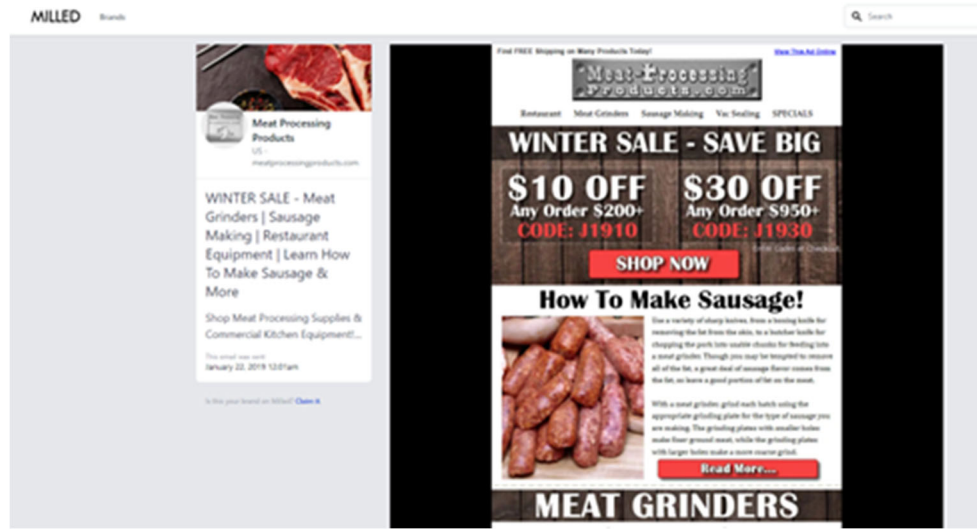 MILLED
Brands
Search
Meat Processing
Products
US -
meatprocessingproducts.com
WINTER SALE - Meat
Grinders | Sausage
Making | Restaurant
Equipment | Learn How
To Make Sausage &
More
Shop Meat Processing Supplies &
Commercial Kitchen Equipment!...
This email was sent
January 22, 2019 12:01am
Is this your brand on Milled? Claim it.
Find FREE Shipping on Many Products Today!
View This Ad Online
Meat-Processing
Products.com
Restaurant Meat Grinders Sausage Making Vac Sealing SPECIALS
WINTER SALE - SAVE BIG
$10 OFF
Any Order $200+
CODE: J1910
$30 OFF
Any Order $950+
CODE: J1930
Enter Codes at Checkout
SHOP NOW
How To Make Sausage!
Use a variety of sharp knives, from a boning knife for
removing the fat from the skin, to a butcher knife for
chopping the pork into usable chunks for feeding into
a meat grinder. Though you may be tempted to remove
all of the fat, a great deal of sausage flavor comes from
the fat, so leave a good portion of fat on the meat.
With a meat grinder, grind each batch using the
appropriate grinding plate for the type of sausage you
are making. The grinding plates with smaller holes
make finer ground meat, while the grinding plates
with larger holes make a more coarse grind.
Read More...
MEAT GRINDERS